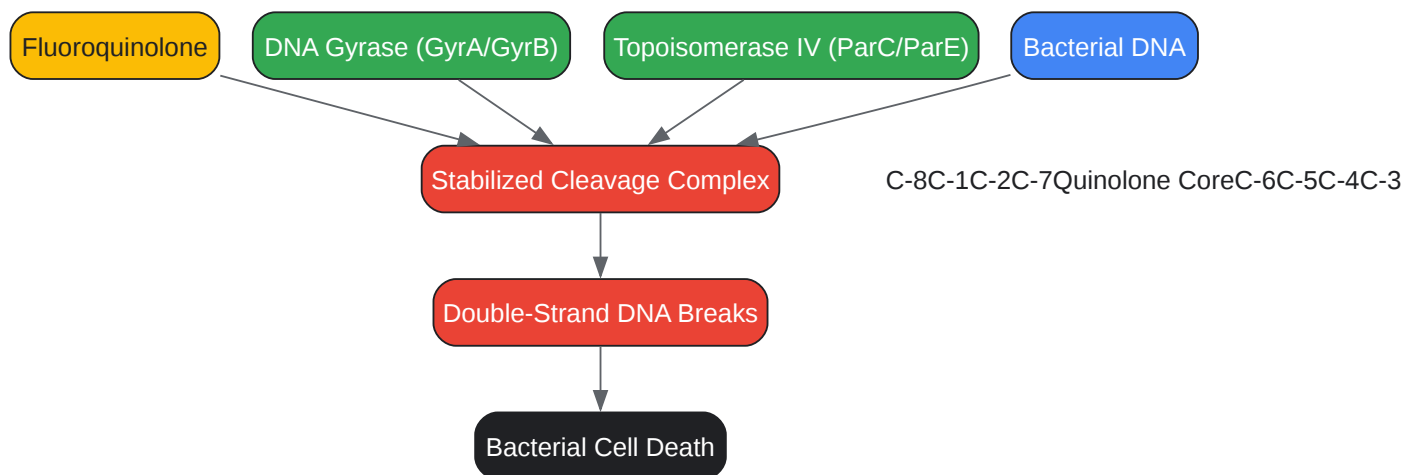 Fluoroquinolone
DNA Gyrase (GyrA/GyrB)
Topoisomerase IV (ParC/ParE)
Bacterial DNA
Stabilized Cleavage Complex
C-8C-1C-2C-7Quinolone CoreC-6C-5C-4C-3
Double-Strand DNA Breaks
Bacterial Cell Death